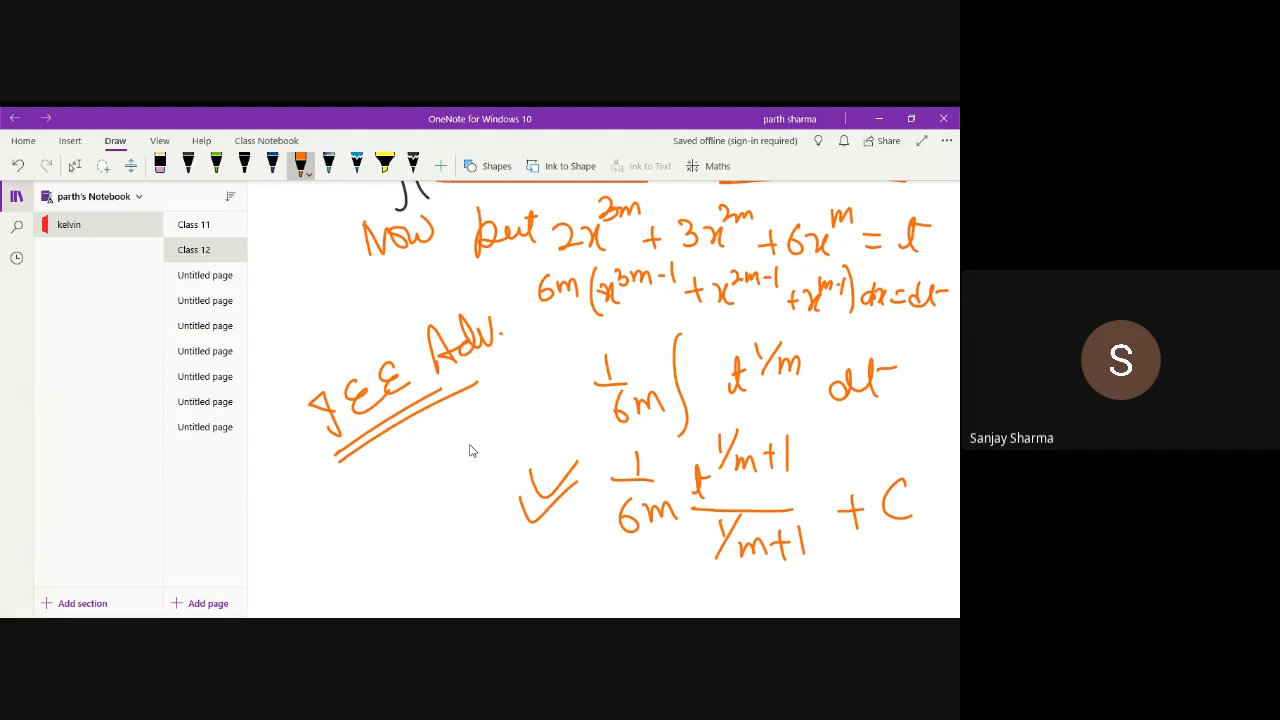 OneNote for Windows 10
parth sharma
Home Insert Draw View Help Class Notebook
Saved offline (sign-in required)
Share
Shapes
Ink to Shape
Ink to Text
Maths
parth's Notebook
kelvin
Class 11
Class 12
Untitled page
Untitled page
Untitled page
Untitled page
Untitled page
Untitled page
Untitled page
Add section
Add page
Now put 2x^{3m} + 3x^{2m} + 6x^{m} = t
6m (x^{3m-1} + x^{2m-1} + x^{m-1}) dx = dt
JEE Adv.
1/6m ∫ t^{1/m} dt
1/6m t^{1/m+1}/(1/m+1) + C
S
Sanjay Sharma